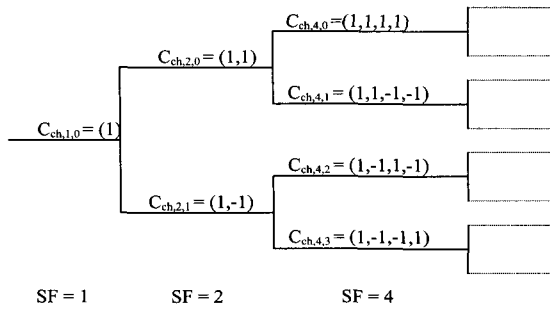 C_ch,4,0 = (1,1,1,1)
C_ch,2,0 = (1,1)
C_ch,4,1 = (1,1,-1,-1)
C_ch,1,0 = (1)
C_ch,4,2 = (1,-1,1,-1)
C_ch,2,1 = (1,-1)
C_ch,4,3 = (1,-1,-1,1)
SF = 1 SF = 2 SF = 4